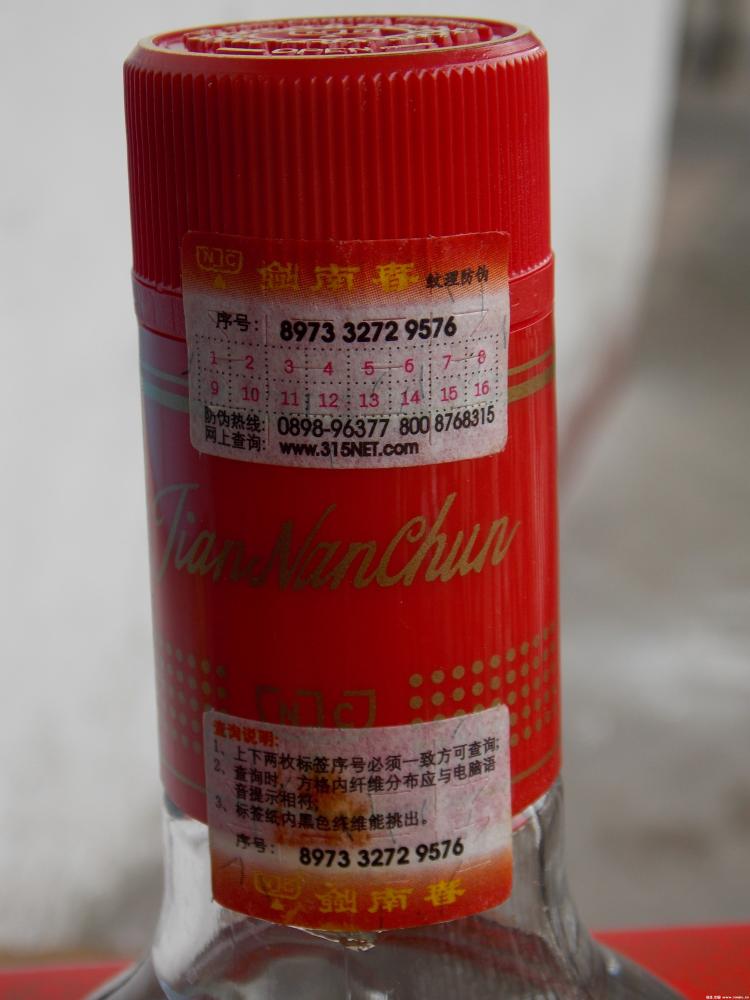 OPEN
NJC
剑南春 纹理防伪
序号: 8973 3272 9576
1 2 3 4 5 6 7 8
9 10 11 12 13 14 15 16
防伪热线: 0898-96377 800 8768315
网上查询: www.315NET.com
JianNanChun
NJC
查询说明:
1、上下两枚标签序号必须一致方可查询;
2、查询时,方格内纤维分布应与电脑语
音提示相符;
3、标签纸内黑色纤维能挑出。
序号: 8973 3272 9576
NJC 剑南春